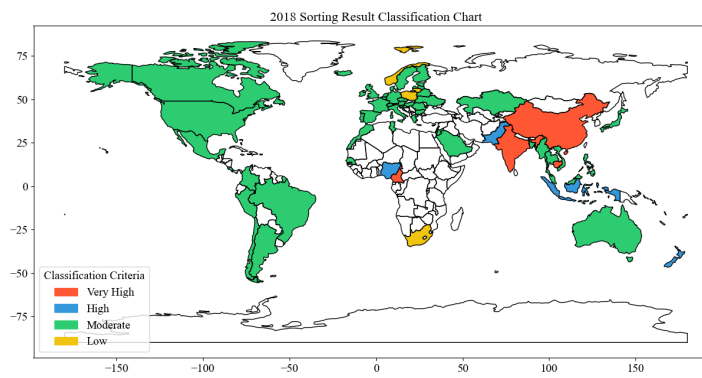 2018 Sorting Result Classification Chart
75
50
25
0
−25
−50
−75
Classification Criteria
Very High
High
Moderate
Low
−150
−100
−50
0
50
100
150